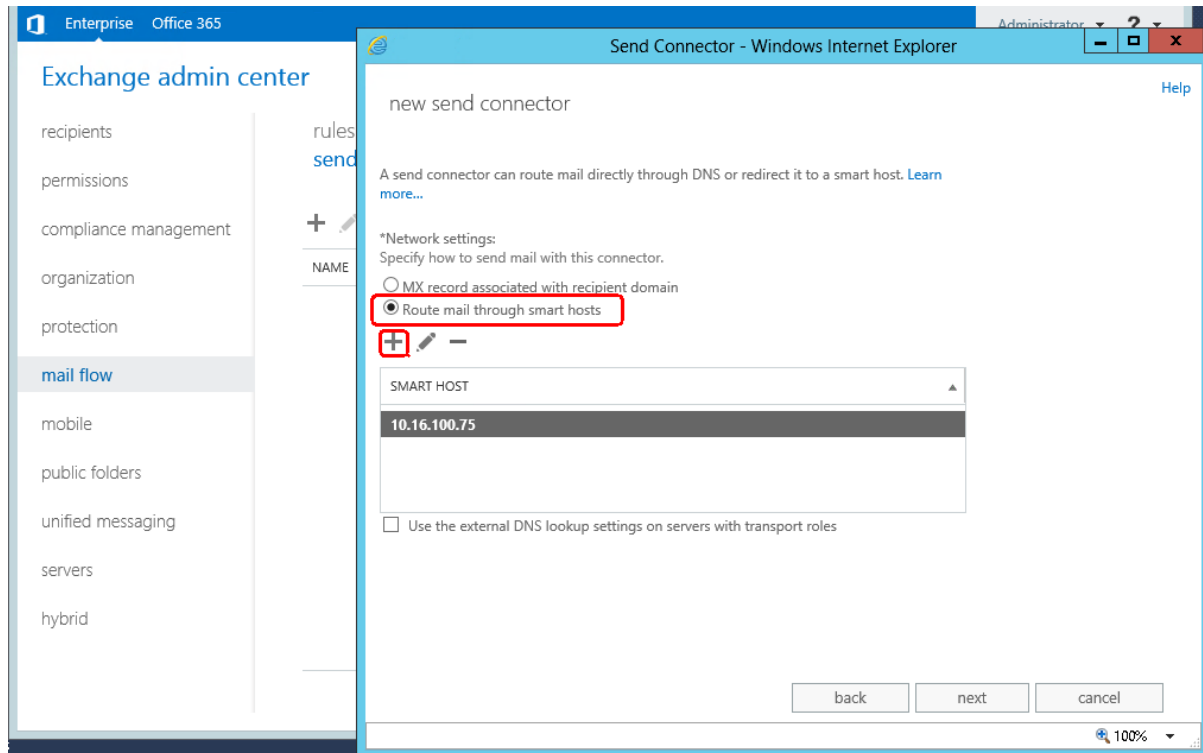 Enterprise Office 365
Administrator ?
Exchange admin center
recipients
permissions
compliance management
organization
protection
mail flow
mobile
public folders
unified messaging
servers
hybrid
rules
send
NAME
Send Connector - Windows Internet Explorer
Help
new send connector
A send connector can route mail directly through DNS or redirect it to a smart host. Learn
more...
*Network settings:
Specify how to send mail with this connector.
MX record associated with recipient domain
Route mail through smart hosts
SMART HOST
10.16.100.75
Use the external DNS lookup settings on servers with transport roles
back next cancel
100%